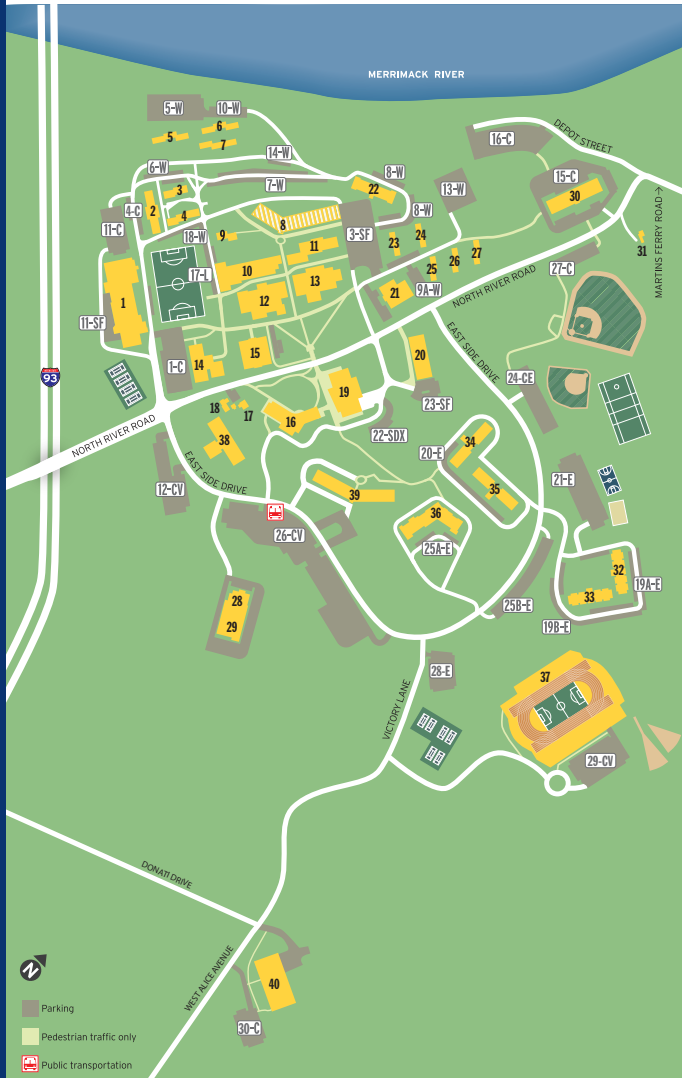 MERRIMACK RIVER
5-W
10-W
6
5
7
DEPOT STREET
16-C
14-W
6-W
7-W
8-W
15-C
3
22
13-W
30
4-C
2
4
8
8-W
MARTINS FERRY ROAD →
11-C
18-W
9
3-SF
23
24
11
27
31
17-L
10
25
26
27-C
13
9A-W
1
12
21
NORTH RIVER ROAD
11-SF
15
20
EAST SIDE DRIVE
1-C
14
93
24-CE
19
23-SF
18
17
16
22-SDX
NORTH RIVER ROAD
38
34
20-E
EAST SIDE DRIVE
21-E
12-CV
39
35
36
26-CV
25A-E
32
19A-E
28
33
25B-E
29
19B-E
28-E
37
VICTORY LANE
29-CV
DONATI DRIVE
WEST ALICE AVENUE
N
40
Parking
30-C
Pedestrian traffic only
Public transportation